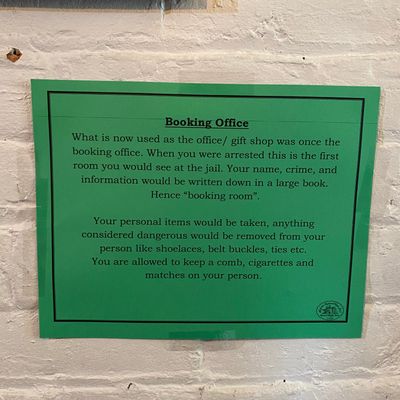 Booking Office
What is now used as the office/ gift shop was once the
booking office. When you were arrested this is the first
room you would see at the jail. Your name, crime, and
information would be written down in a large book.
Hence “booking room”.
Your personal items would be taken, anything
considered dangerous would be removed from your
person like shoelaces, belt buckles, ties etc.
You are allowed to keep a comb, cigarettes and
matches on your person.